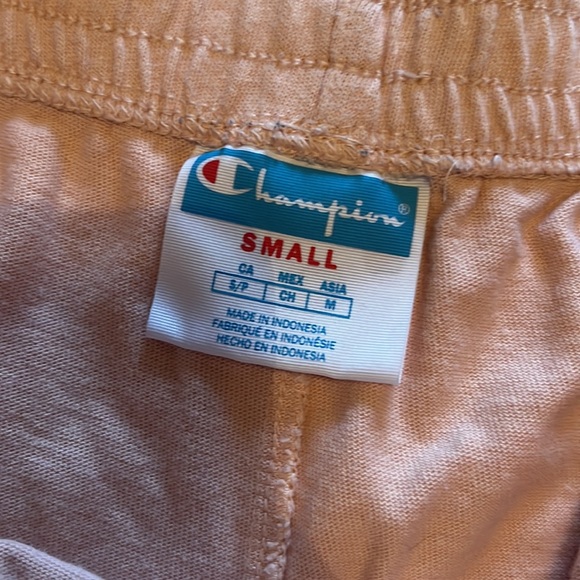 Champion®
SMALL
CA MEX ASIA
S/P CH M
MADE IN INDONESIA
FABRIQUÉ EN INDONÉSIE
HECHO EN INDONESIA